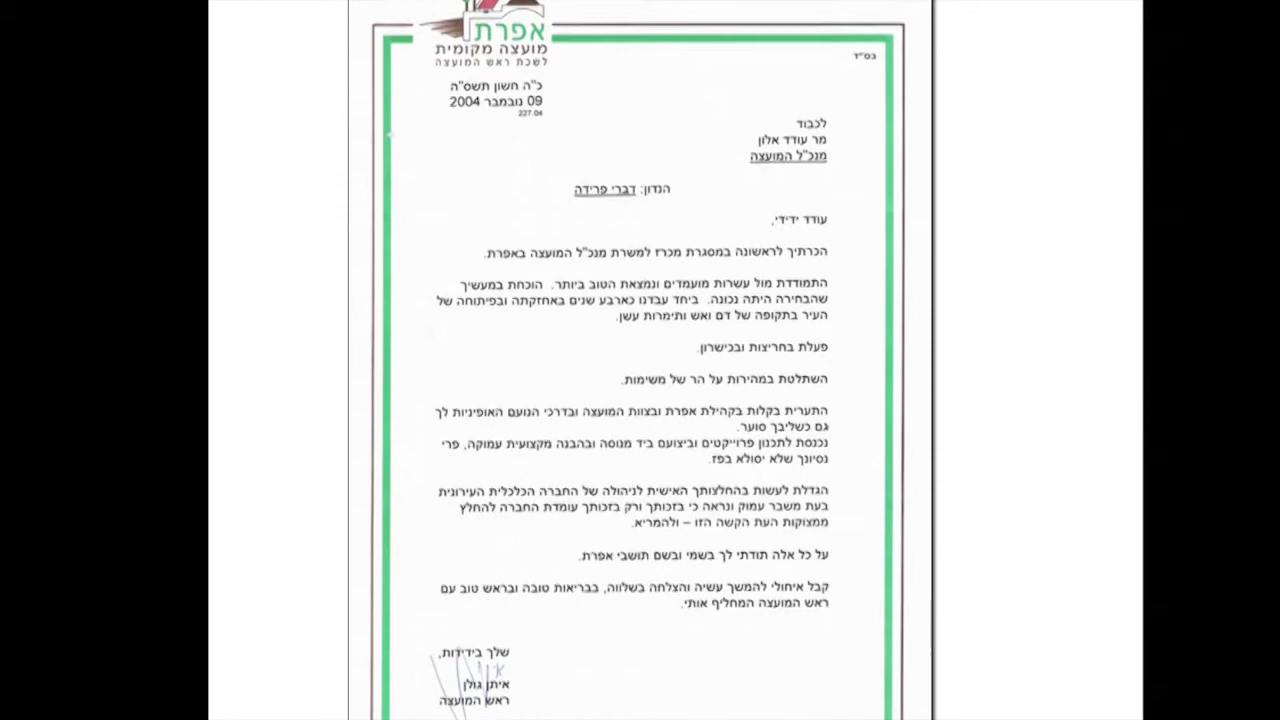 אפרת
מועצה מקומית
לשכת ראש המועצה
בס"ד
כ"ה חשון תשס"ה
09 נובמבר 2004
227.04
לכבוד
מר עודד אלון
מנכ"ל המועצה
הנדון: דברי פרידה
עודד ידידי,
הכרתיך לראשונה במסגרת מכרז למשרת מנכ"ל המועצה באפרת.
התמודדת מול עשרות מועמדים ונמצאת הטוב ביותר. הוכחת במעשיך
שהבחירה היתה נכונה. ביחד עבדנו כארבע שנים באחזקתה ובפיתוחה של
העיר בתקופה של דם ואש ותימרות עשן.
פעלת בחריצות ובכישרון.
השתלטת במהירות על הר של משימות.
התערית בקלות בקהילת אפרת ובצוות המועצה ובדרכי הנועם האופיניות לך
גם כשליבך סוער.
נכנסת לתכנון פרוייקטים וביצועם ביד מנוסה ובהבנה מקצועית עמוקה, פרי
נסיונך שלא יסולא בפז.
הגדלת לעשות בהחלצותך האישית לניהולה של החברה הכלכלית העירונית
בעת משבר עמוק ונראה כי בזכותך ורק בזכותך עומדת החברה להחלץ
ממצוקות העת הקשה הזו – ולהמריא.
על כל אלה תודתי לך בשמי ובשם תושבי אפרת.
קבל איחולי להמשך עשיה והצלחה בשלווה, בבריאות טובה ובראש טוב עם
ראש המועצה המחליף אותי.
שלך בידידות,
איתן גולן
ראש המועצה